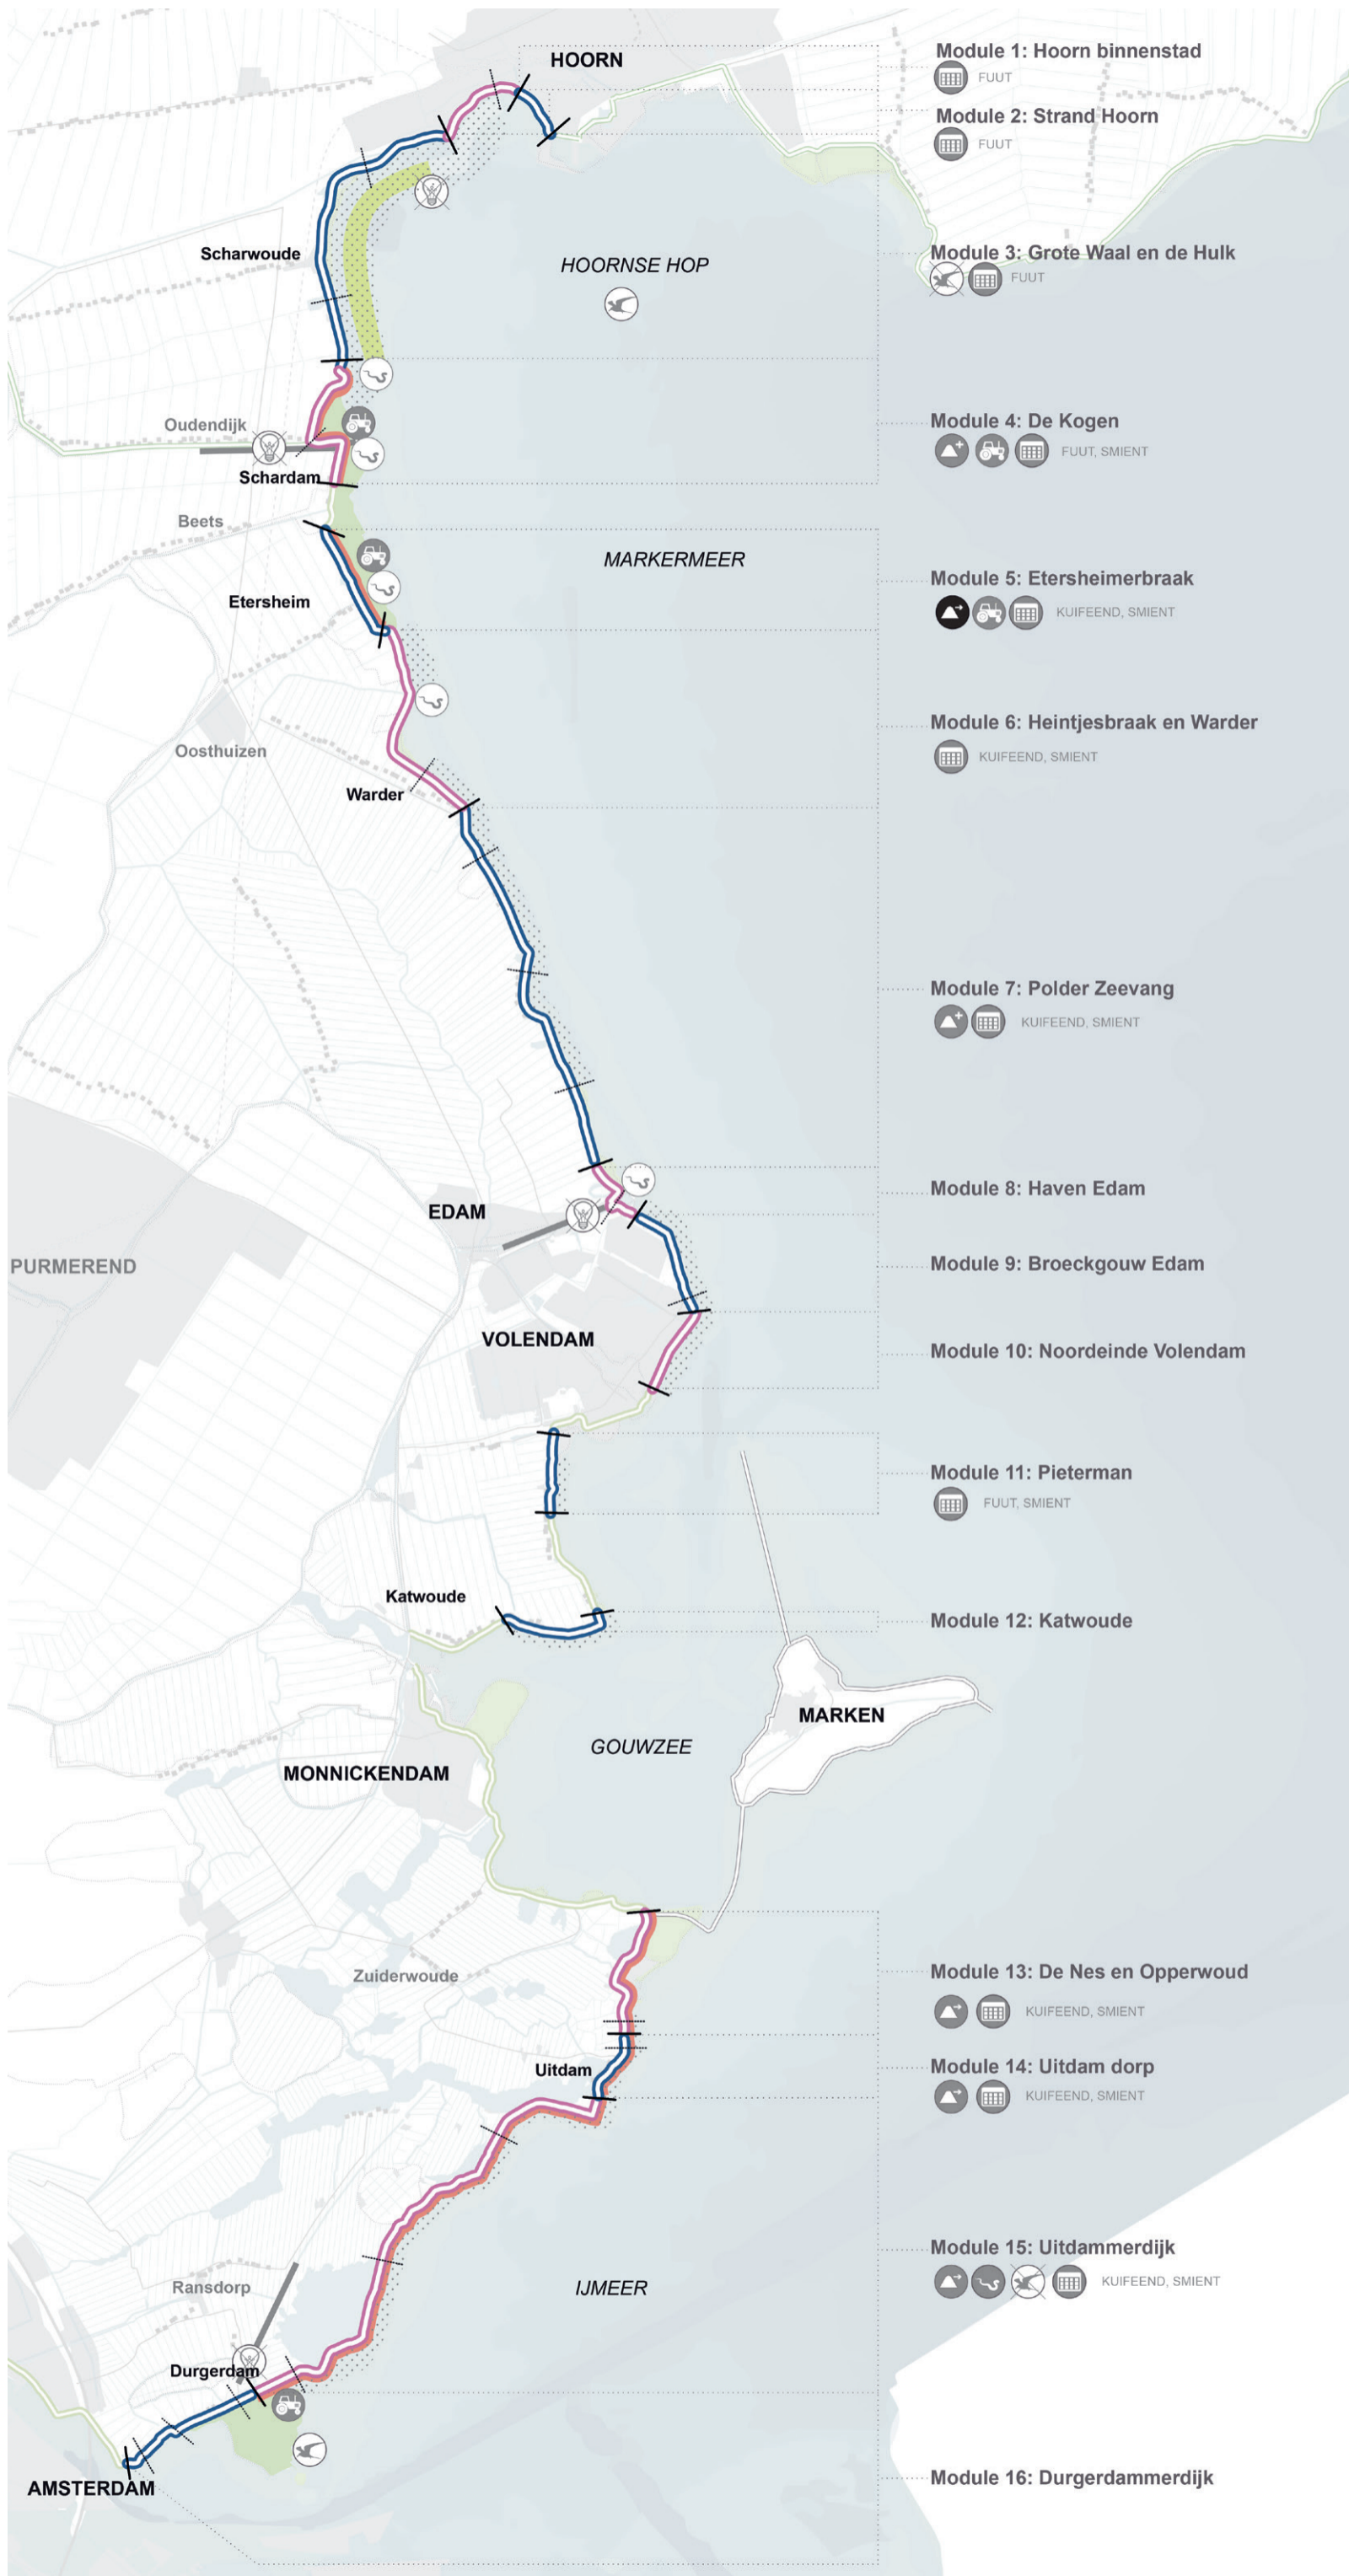 HOORN
Module 1: Hoorn binnenstad
FUUT
Module 2: Strand Hoorn
FUUT
Scharwoude
HOORNSE HOP
Module 3: Grote Waal en de Hulk
FUUT
Oudendijk
Module 4: De Kogen
FUUT, SMIENT
Schardam
Beets
MARKERMEER
Etersheim
Module 5: Etersheimerbraak
KUIFEEND, SMIENT
Oosthuizen
Module 6: Heintjesbraak en Warder
KUIFEEND, SMIENT
Warder
Module 7: Polder Zeevang
KUIFEEND, SMIENT
EDAM
Module 8: Haven Edam
PURMEREND
Module 9: Broeckgouw Edam
VOLENDAM
Module 10: Noordeinde Volendam
Module 11: Pieterman
FUUT, SMIENT
Katwoude
Module 12: Katwoude
MARKEN
GOUWZEE
MONNICKENDAM
Zuiderwoude
Module 13: De Nes en Opperwoud
KUIFEEND, SMIENT
Uitdam
Module 14: Uitdam dorp
KUIFEEND, SMIENT
Module 15: Uitdammerdijk
KUIFEEND, SMIENT
Ransdorp
IJMEER
Durgerdam
AMSTERDAM
Module 16: Durgerdammerdijk